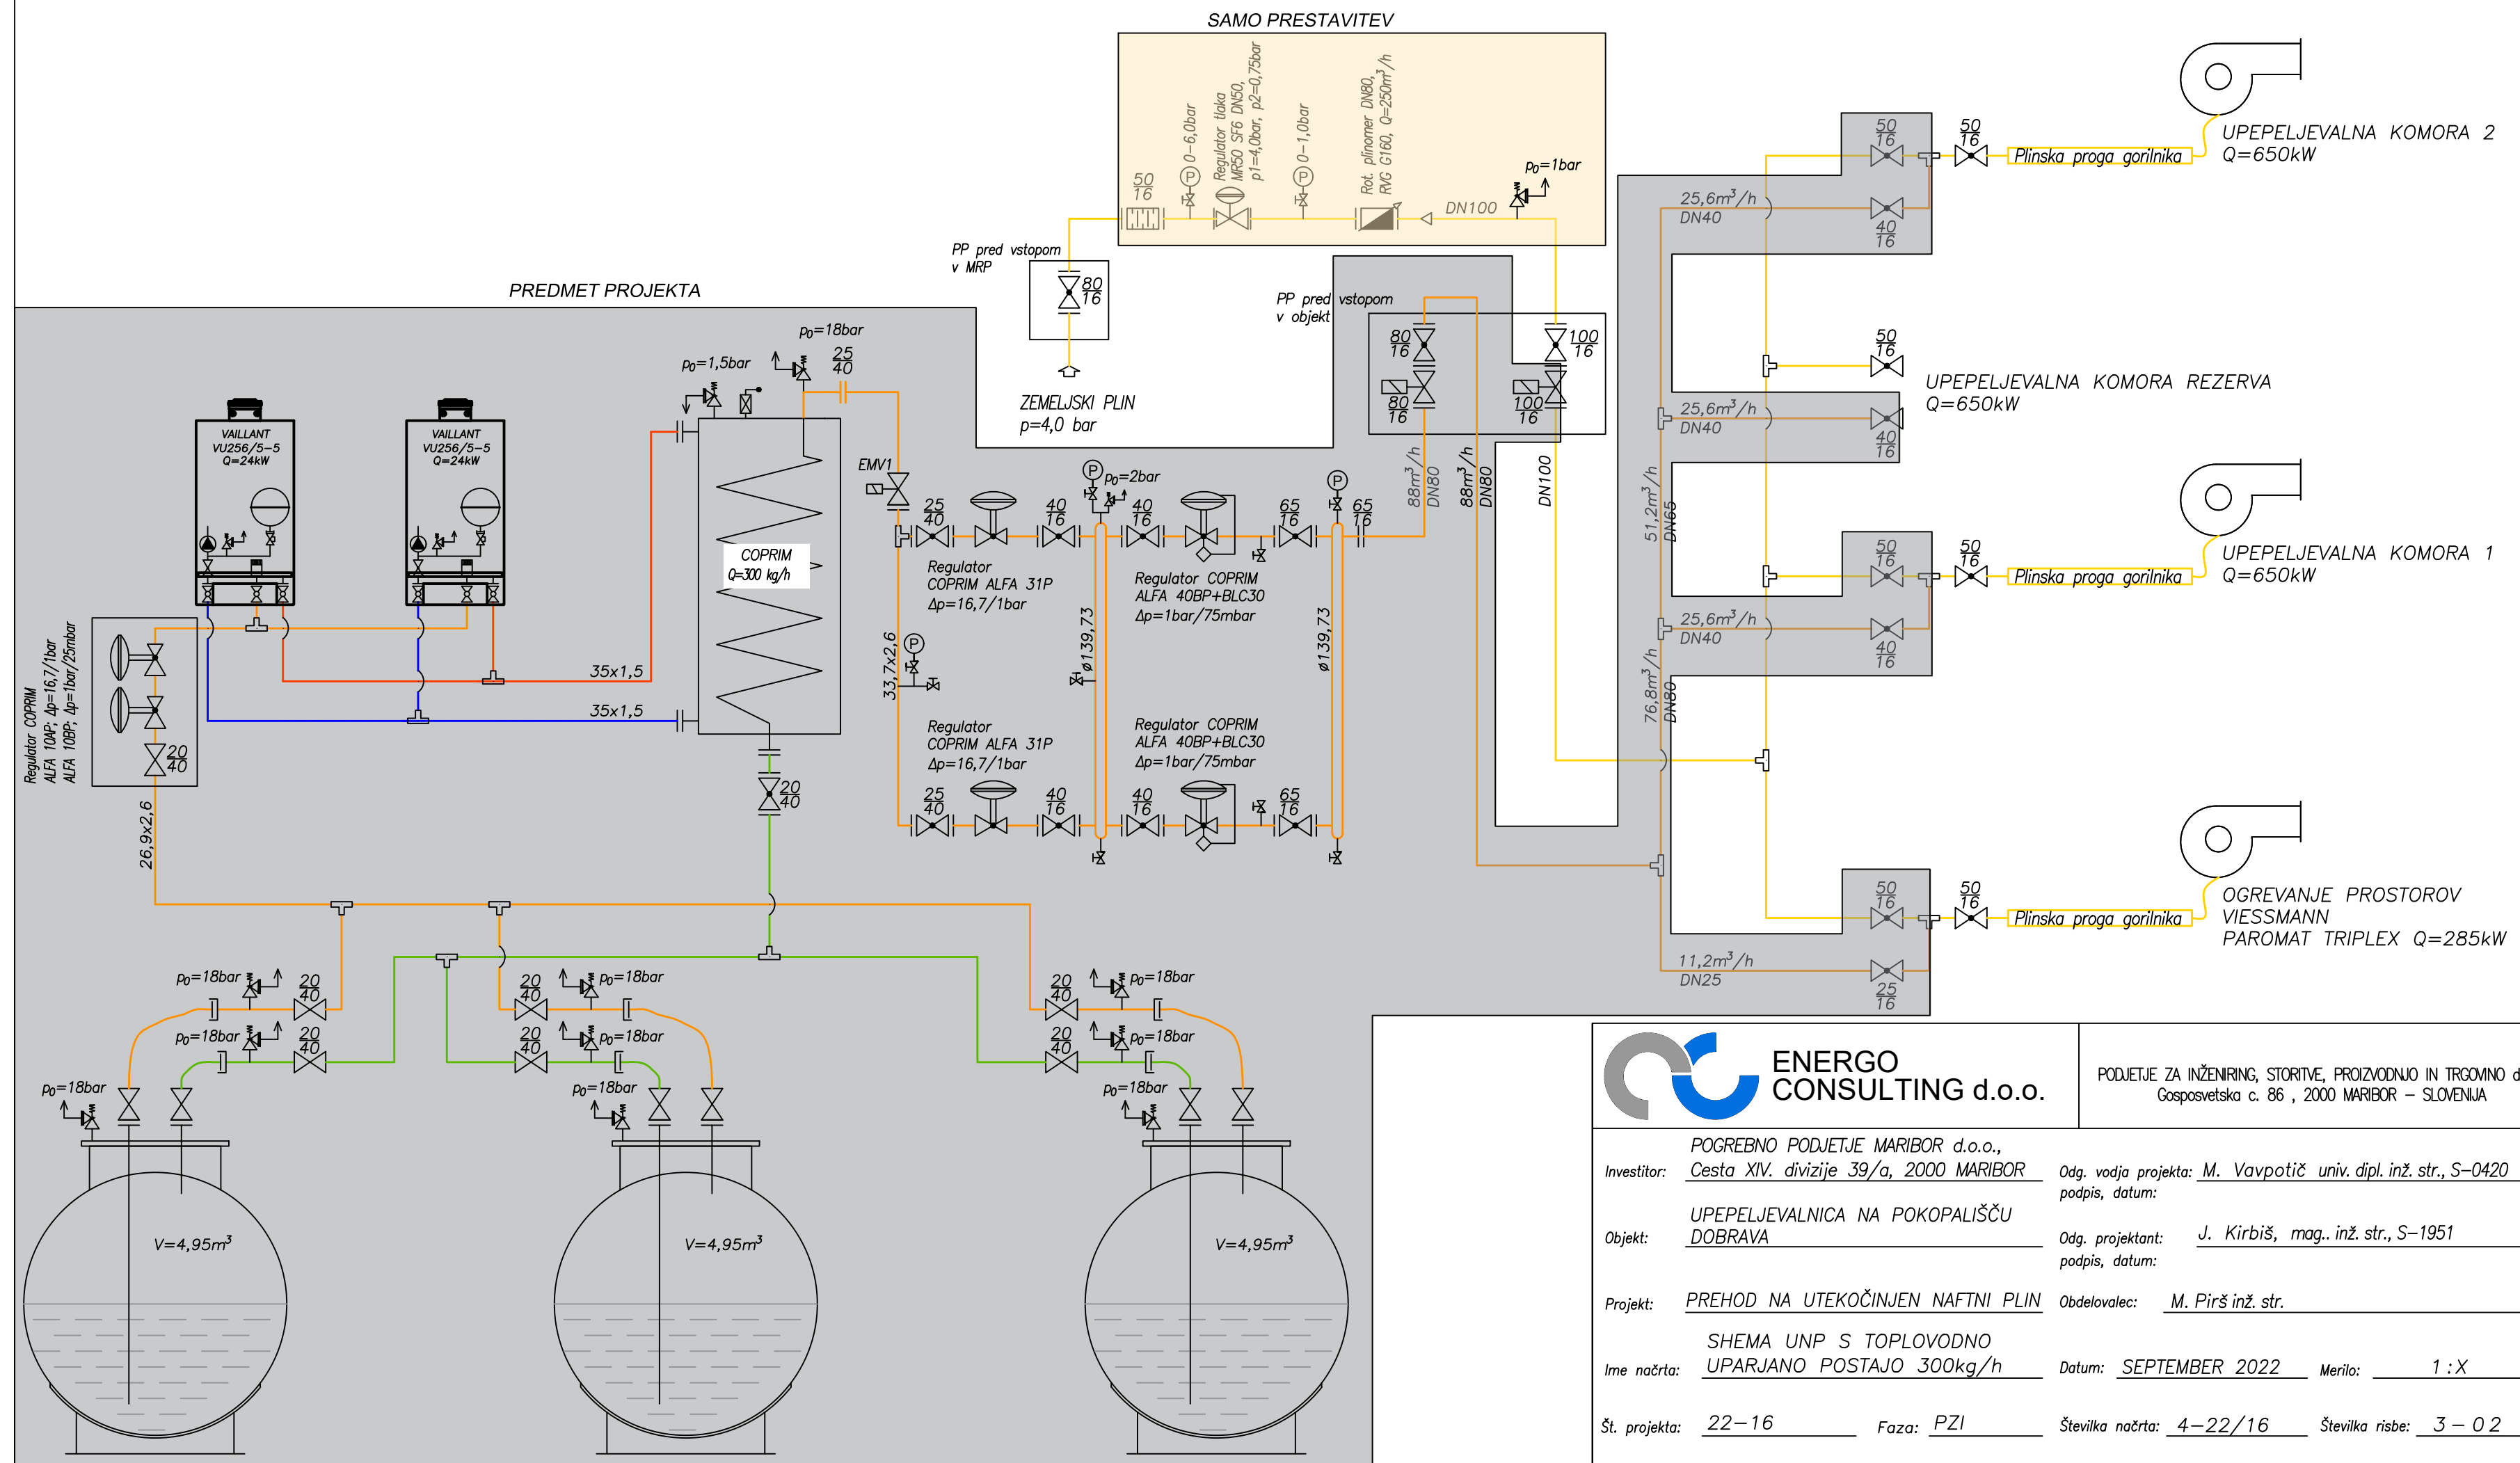 SAMO PRESTAVITEV
50
16
0-6,0bar
P
Regulator tlaka
MR50 SF6 DN50,
p1=4,0bar, p2=0,75bar
0-1,0bar
P
Rot. plinomer DN80,
RVG G160, Q=250m³/h
DN100
p₀=1bar
PP pred vstopom
v MRP
80
16
ZEMELJSKI PLIN
p=4,0 bar
PP pred vstopom
v objekt
80
16
100
16
80
16
100
16
88m³/h
DN80
88m³/h
DN80
DN100
PREDMET PROJEKTA
VAILLANT
VU256/5-5
Q=24kW
VAILLANT
VU256/5-5
Q=24kW
p₀=1,5bar
p₀=18bar
25
40
COPRIM
Q=300 kg/h
35x1,5
35x1,5
Regulator COPRIM
ALFA 10AP; Δp=16,7/1bar
ALFA 10BP; Δp=1bar/25mbar
20
40
26,9x2,6
20
40
EMV1
25
40
40
16
P
p₀=2bar
40
16
65
16
P
65
16
Regulator
COPRIM ALFA 31P
Δp=16,7/1bar
Regulator COPRIM
ALFA 40BP+BLC30
Δp=1bar/75mbar
33,7x2,6
P
ø139,73
ø139,73
Regulator
COPRIM ALFA 31P
Δp=16,7/1bar
Regulator COPRIM
ALFA 40BP+BLC30
Δp=1bar/75mbar
25
40
40
16
40
16
65
16
50
16
50
16
Plinska proga gorilnika
UPEPELJEVALNA KOMORA 2
Q=650kW
25,6m³/h
DN40
40
16
50
16
UPEPELJEVALNA KOMORA REZERVA
Q=650kW
25,6m³/h
DN40
40
16
51,2m³/h
DN65
50
16
50
16
Plinska proga gorilnika
UPEPELJEVALNA KOMORA 1
Q=650kW
25,6m³/h
DN40
40
16
76,8m³/h
DN80
50
16
50
16
Plinska proga gorilnika
OGREVANJE PROSTOROV
VIESSMANN
PAROMAT TRIPLEX Q=285kW
11,2m³/h
DN25
25
16
p₀=18bar
20
40
p₀=18bar
20
40
p₀=18bar
V=4,95m³
20
40
p₀=18bar
20
40
p₀=18bar
p₀=18bar
V=4,95m³
20
40
p₀=18bar
20
40
p₀=18bar
p₀=18bar
V=4,95m³
ENERGO
CONSULTING d.o.o.
PODJETJE ZA INŽENIRING, STORITVE, PROIZVODNJO IN TRGOVINO d
Gosposvetska c. 86 , 2000 MARIBOR - SLOVENIJA
Investitor: POGREBNO PODJETJE MARIBOR d.o.o.,
Cesta XIV. divizije 39/a, 2000 MARIBOR
Odg. vodja projekta: M. Vavpotič univ. dipl. inž. str., S-0420
podpis, datum:
Objekt: UPEPELJEVALNICA NA POKOPALIŠČU
DOBRAVA
Odg. projektant: J. Kirbiš, mag.. inž. str., S-1951
podpis, datum:
Projekt: PREHOD NA UTEKOČINJEN NAFTNI PLIN
Obdelovalec: M. Pirš inž. str.
Ime načrta: SHEMA UNP S TOPLOVODNO
UPARJANO POSTAJO 300kg/h
Datum: SEPTEMBER 2022 Merilo: 1:X
Št. projekta: 22-16 Faza: PZI
Številka načrta: 4-22/16 Številka risbe: 3-02